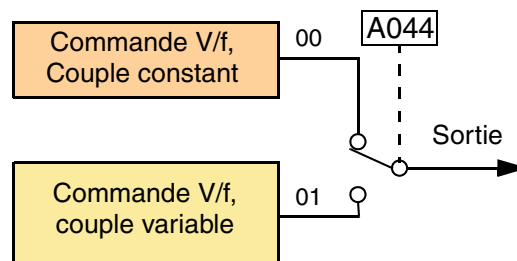 Commande V/f,
Couple constant
00
A044
Sortie
Commande V/f,
couple variable
01